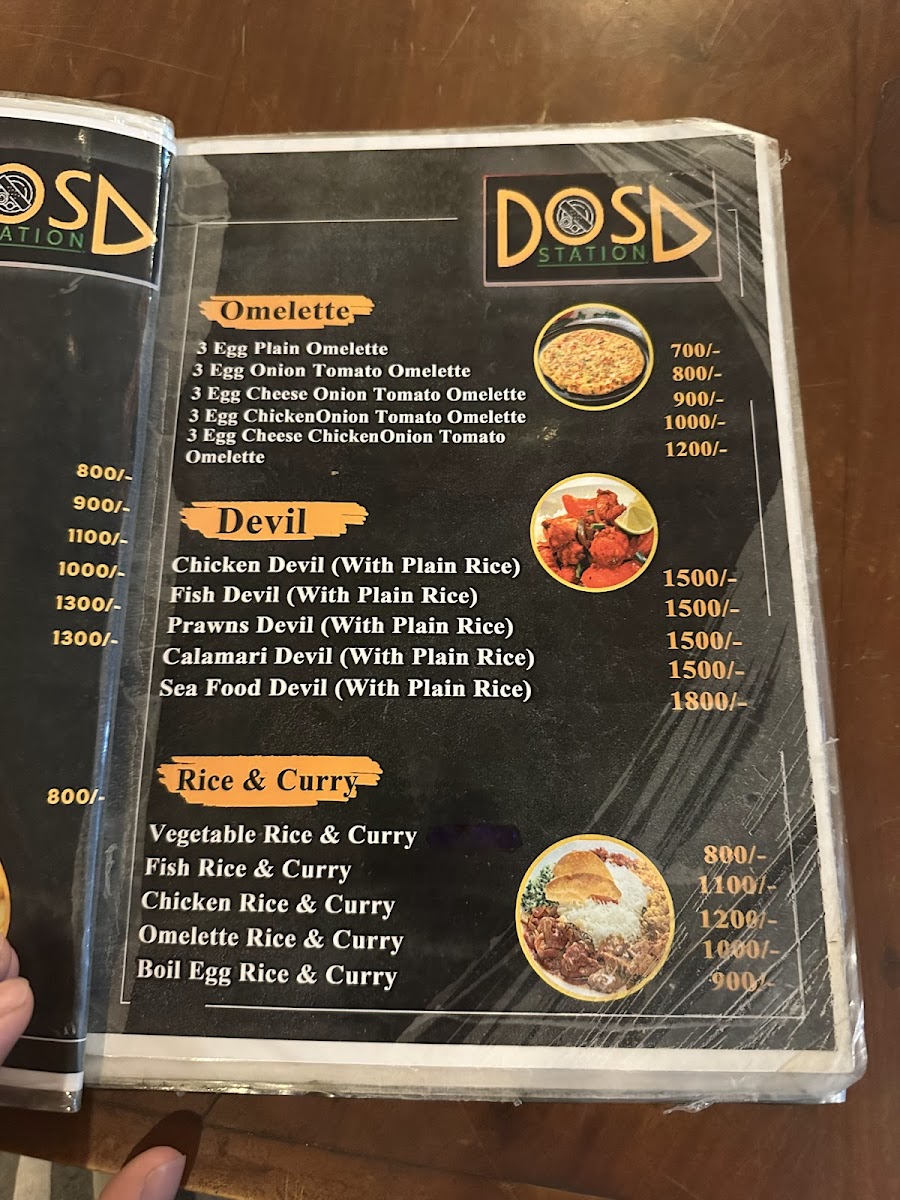 OSA
ATION
800/-
900/-
1100/-
1000/-
1300/-
1300/-
800/-
DOSA
STATION
Omelette
3 Egg Plain Omelette 700/-
3 Egg Onion Tomato Omelette 800/-
3 Egg Cheese Onion Tomato Omelette 900/-
3 Egg ChickenOnion Tomato Omelette 1000/-
3 Egg Cheese ChickenOnion Tomato 1200/-
Omelette
Devil
Chicken Devil (With Plain Rice) 1500/-
Fish Devil (With Plain Rice) 1500/-
Prawns Devil (With Plain Rice) 1500/-
Calamari Devil (With Plain Rice) 1500/-
Sea Food Devil (With Plain Rice) 1800/-
Rice & Curry
Vegetable Rice & Curry 800/-
Fish Rice & Curry 1100/-
Chicken Rice & Curry 1200/-
Omelette Rice & Curry 1000/-
Boil Egg Rice & Curry 900/-